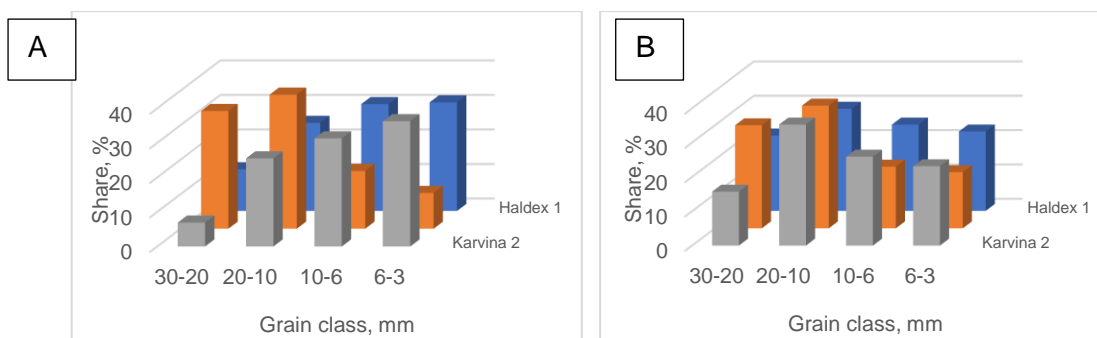 A
Share, %
40
30
20
10
0
30-20 20-10 10-6 6-3
Grain class, mm
Haldex 1
Karvina 2
B
Share, %
40
30
20
10
0
30-20 20-10 10-6 6-3
Grain class, mm
Haldex 1
Karvina 2